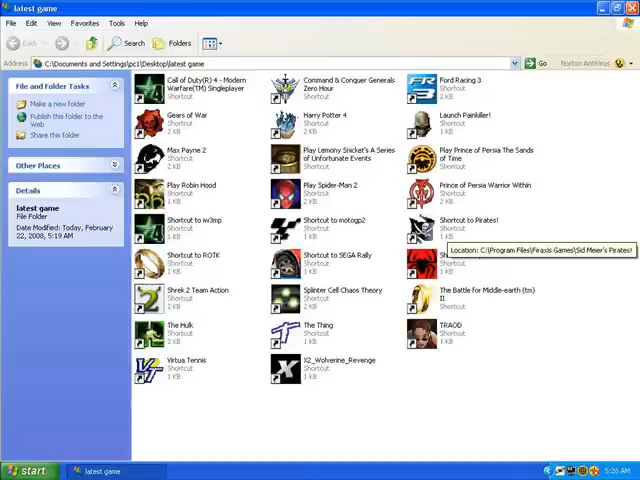 latest game
File Edit View Favorites Tools Help
Back Search Folders
Address C:\Documents and Settings\pc1\Desktop\latest game Go Norton AntiVirus
File and Folder Tasks
Make a new folder
Publish this folder to the
Web
Share this folder
Other Places
Details
latest game
File Folder
Date Modified: Today, February
22, 2008, 5:19 AM
Call of Duty(R) 4 - Modern
Warfare(TM) Singleplayer
Shortcut
Command & Conquer Generals
Zero Hour
Shortcut
Ford Racing 3
Shortcut
2 KB
Gears of War
Shortcut
2 KB
Harry Potter 4
Shortcut
2 KB
Launch Painkiller!
Shortcut
1 KB
Max Payne 2
Shortcut
2 KB
Play Lemony Snicket's A Series
of Unfortunate Events
Shortcut
Play Prince of Persia The Sands
of Time
Shortcut
Play Robin Hood
Shortcut
1 KB
Play Spider-Man 2
Shortcut
1 KB
Prince of Persia Warrior Within
Shortcut
2 KB
Shortcut to iw3mp
Shortcut
1 KB
Shortcut to motogp2
Shortcut
1 KB
Shortcut to Pirates!
Shortcut
1 KB
Location: C:\Program Files\Firaxis Games\Sid Meier's Pirates!
Shortcut to ROTK
Shortcut
2 KB
Shortcut to SEGA Rally
Shortcut
1 KB
Shortcut
1 KB
Shrek 2 Team Action
Shortcut
2 KB
Splinter Cell Chaos Theory
Shortcut
2 KB
The Battle for Middle-earth (tm)
II
Shortcut
The Hulk
Shortcut
2 KB
The Thing
Shortcut
1 KB
TRAOD
Shortcut
1 KB
Virtua Tennis
Shortcut
1 KB
X2_Wolverine_Revenge
Shortcut
1 KB
start latest game 5:26 AM